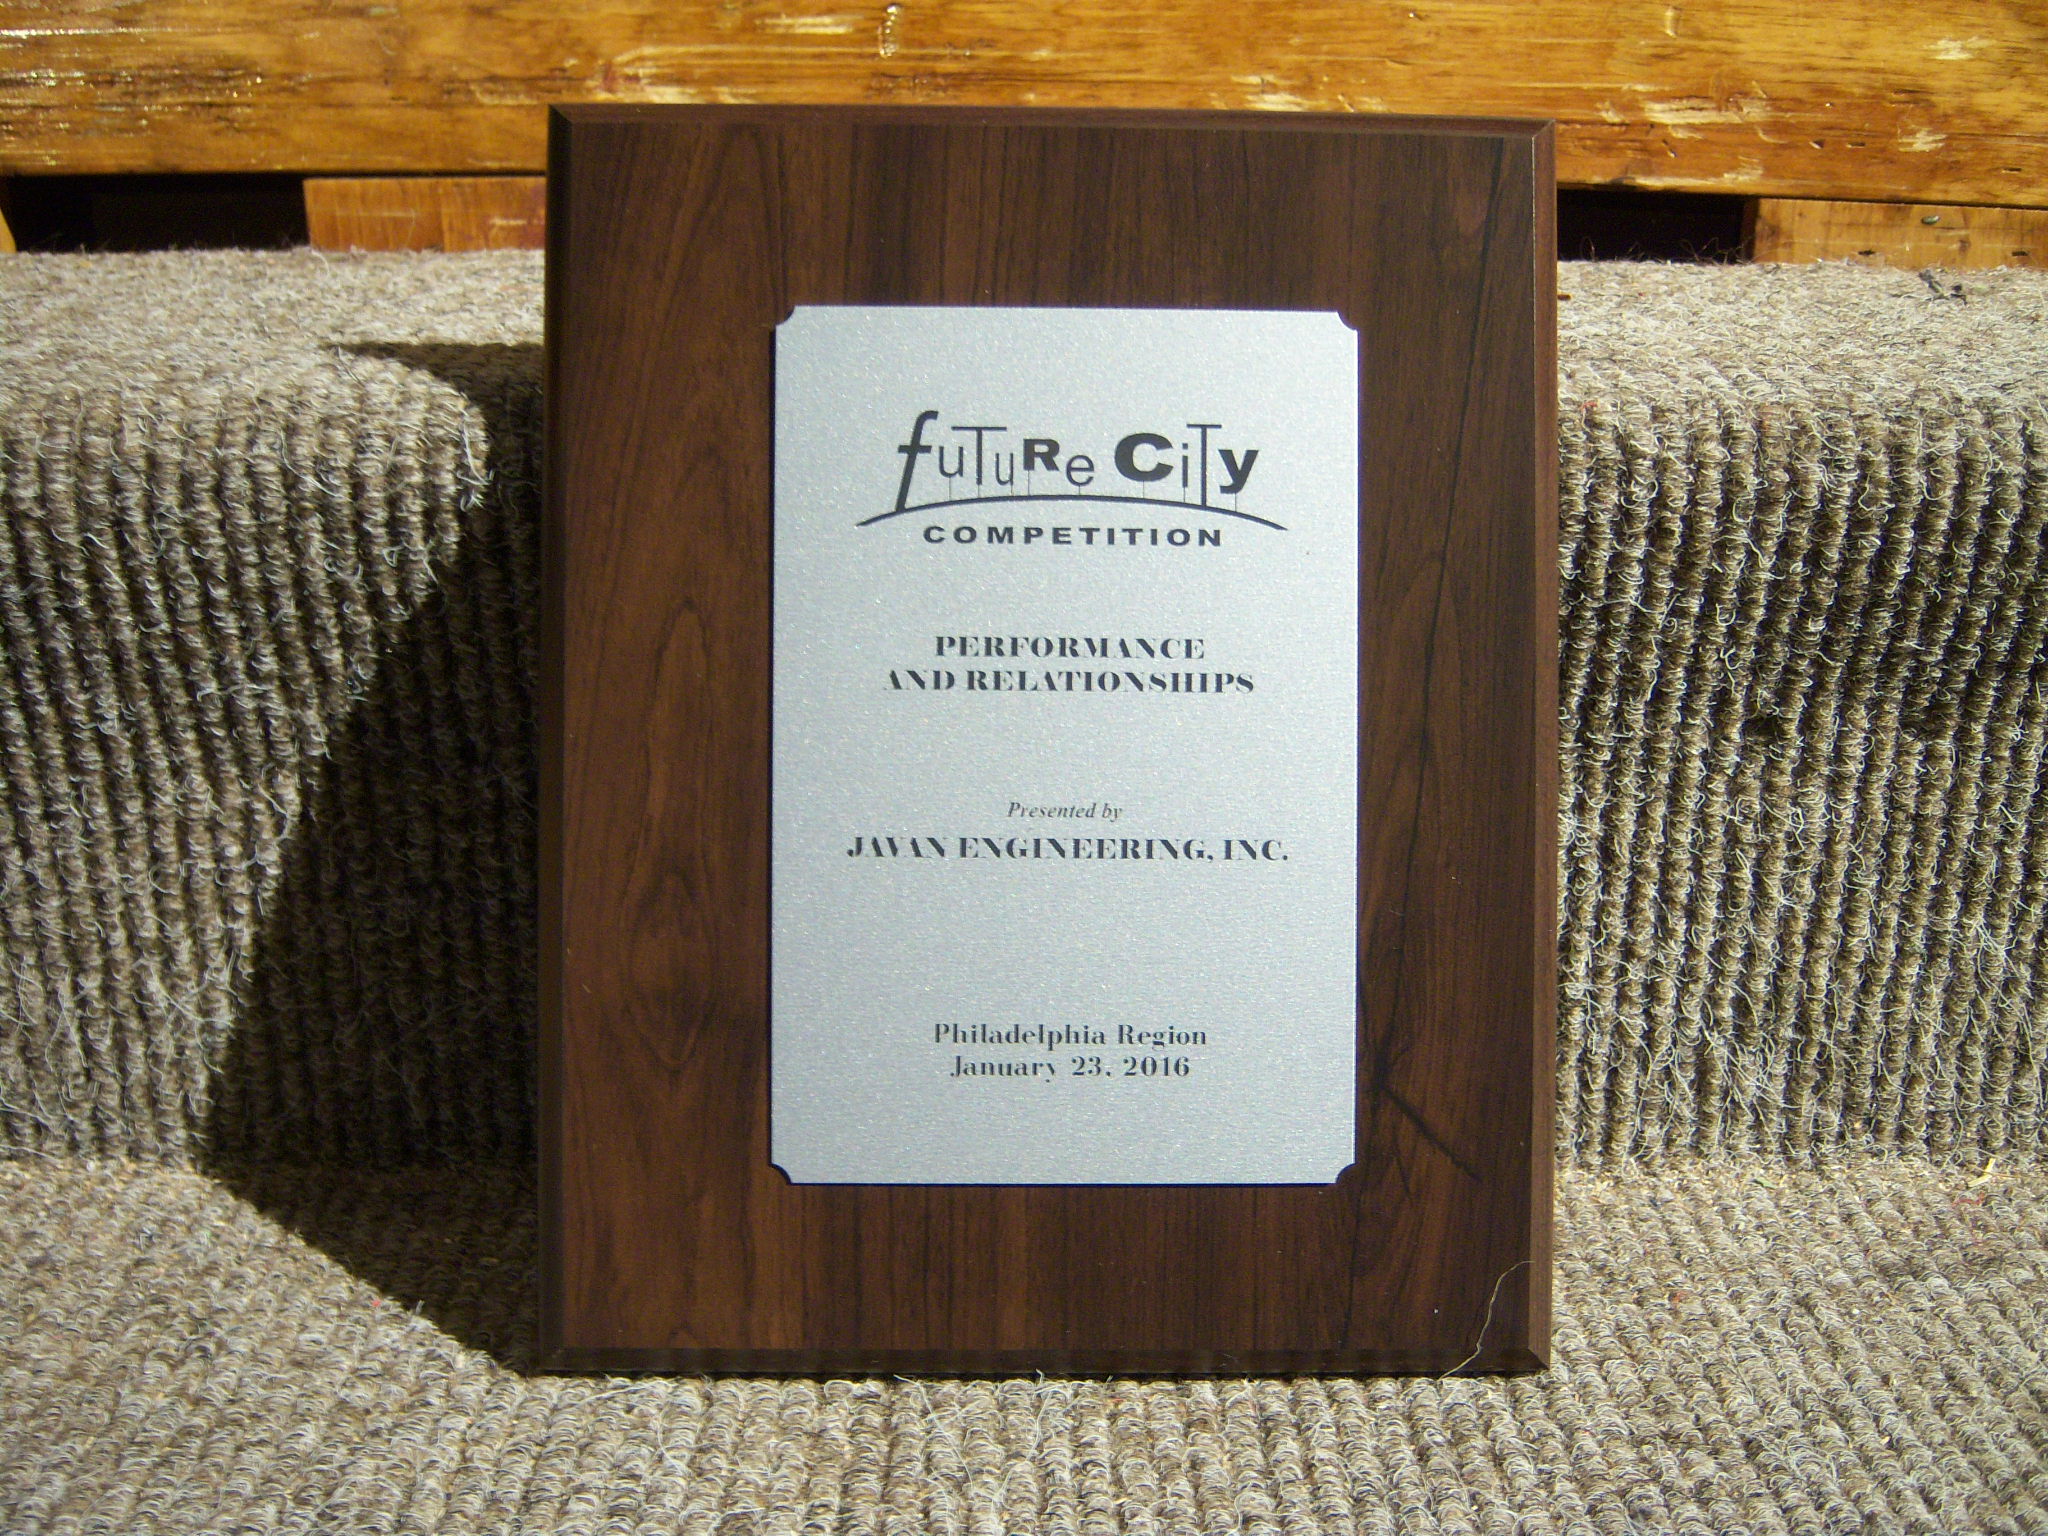 fuTuRe CiTy
COMPETITION
PERFORMANCE
AND RELATIONSHIPS
Presented by
JAVAN ENGINEERING, INC.
Philadelphia Region
January 23, 2016